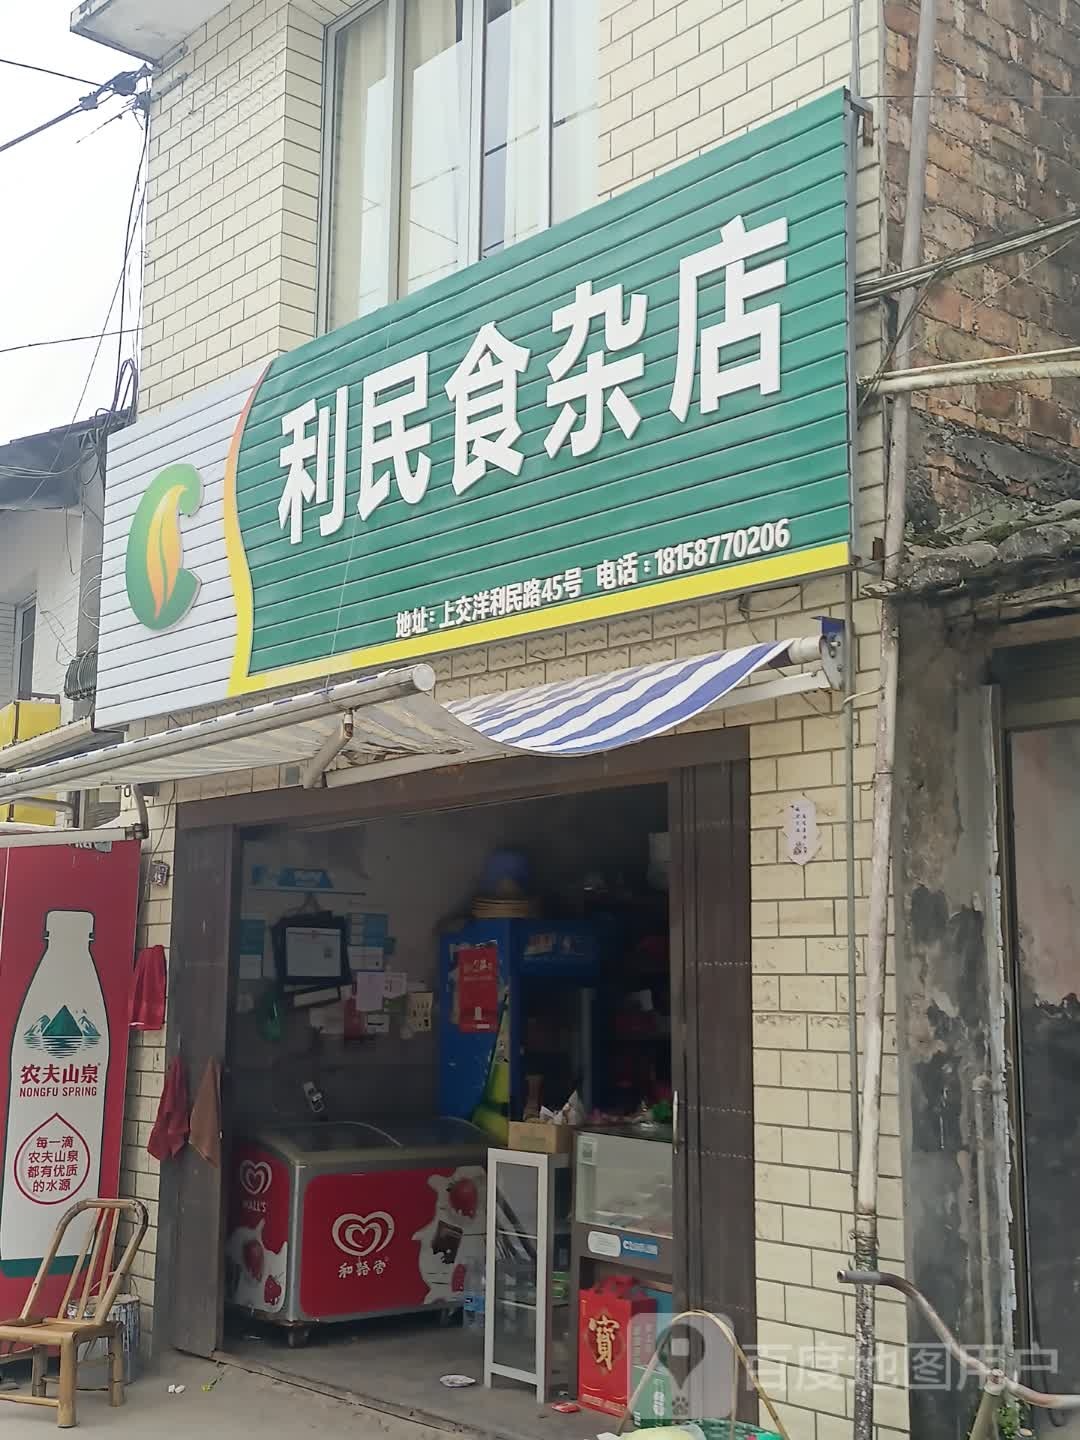 利民食杂店
地址：上交洋利民路45号 电话：18158770206
农夫山泉
NONGFU SPRING
每一滴
农夫山泉
都有优质
的水源
WALL'S
和路雪
寶
百度地图用户